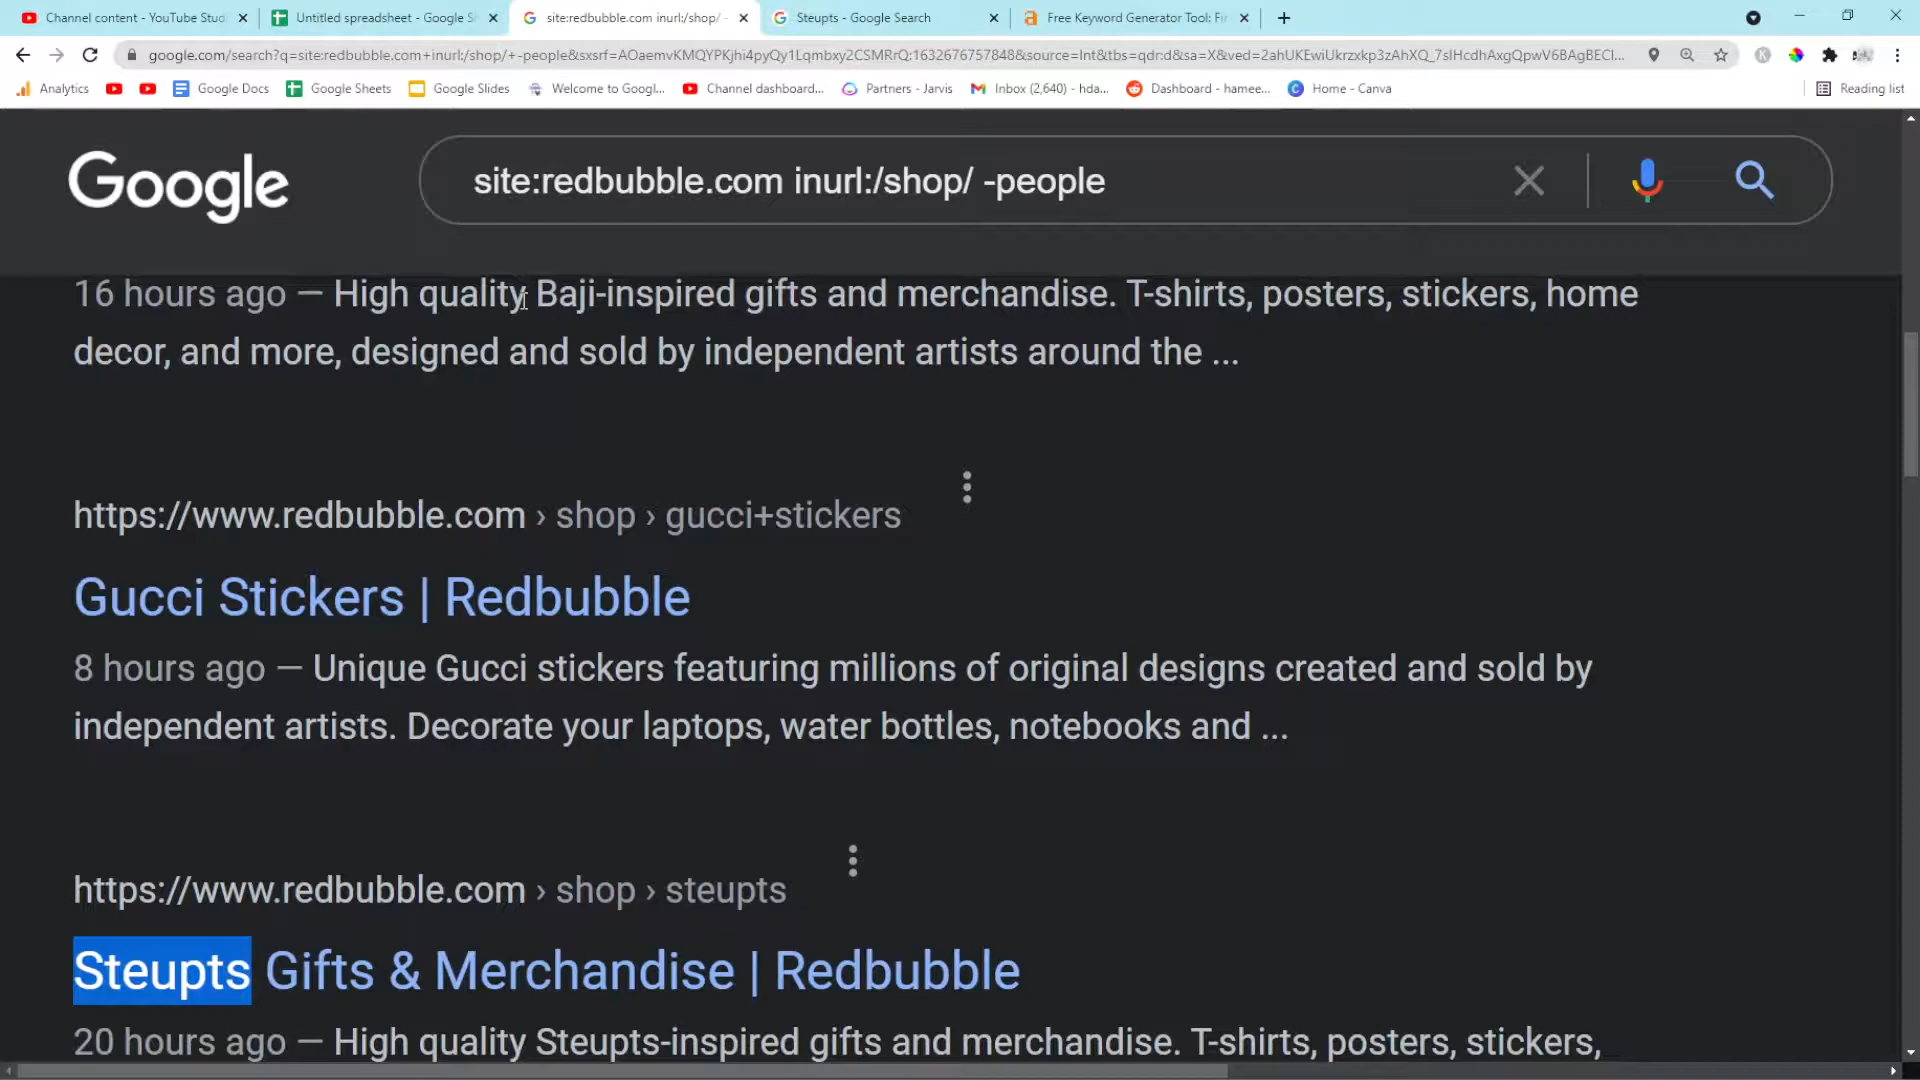 Channel content - YouTube Stud
Untitled spreadsheet - Google S
site:redbubble.com inurl:/shop/ -
Steupts - Google Search
Free Keyword Generator Tool: Fir
google.com/search?q=site:redbubble.com+inurl:/shop/+-people&sxsrf=AOaemvKMQYPKjhi4pyQy1Lqmbxy2CSMRrQ:1632676757848&source=lnt&tbs=qdr:d&sa=X&ved=2ahUKEwiUkrzxkp3zAhXQ_7sIHcdhAxgQpwV6BAgBECI...
Analytics
Google Docs
Google Sheets
Google Slides
Welcome to Googl...
Channel dashboard...
Partners - Jarvis
Inbox (2,640) - hda...
Dashboard - hamee...
Home - Canva
Reading list
Google
site:redbubble.com inurl:/shop/ -people
16 hours ago — High quality Baji-inspired gifts and merchandise. T-shirts, posters, stickers, home
decor, and more, designed and sold by independent artists around the ...
https://www.redbubble.com › shop › gucci+stickers
Gucci Stickers | Redbubble
8 hours ago — Unique Gucci stickers featuring millions of original designs created and sold by
independent artists. Decorate your laptops, water bottles, notebooks and ...
https://www.redbubble.com › shop › steupts
Steupts Gifts & Merchandise | Redbubble
20 hours ago — High quality Steupts-inspired gifts and merchandise. T-shirts, posters, stickers,